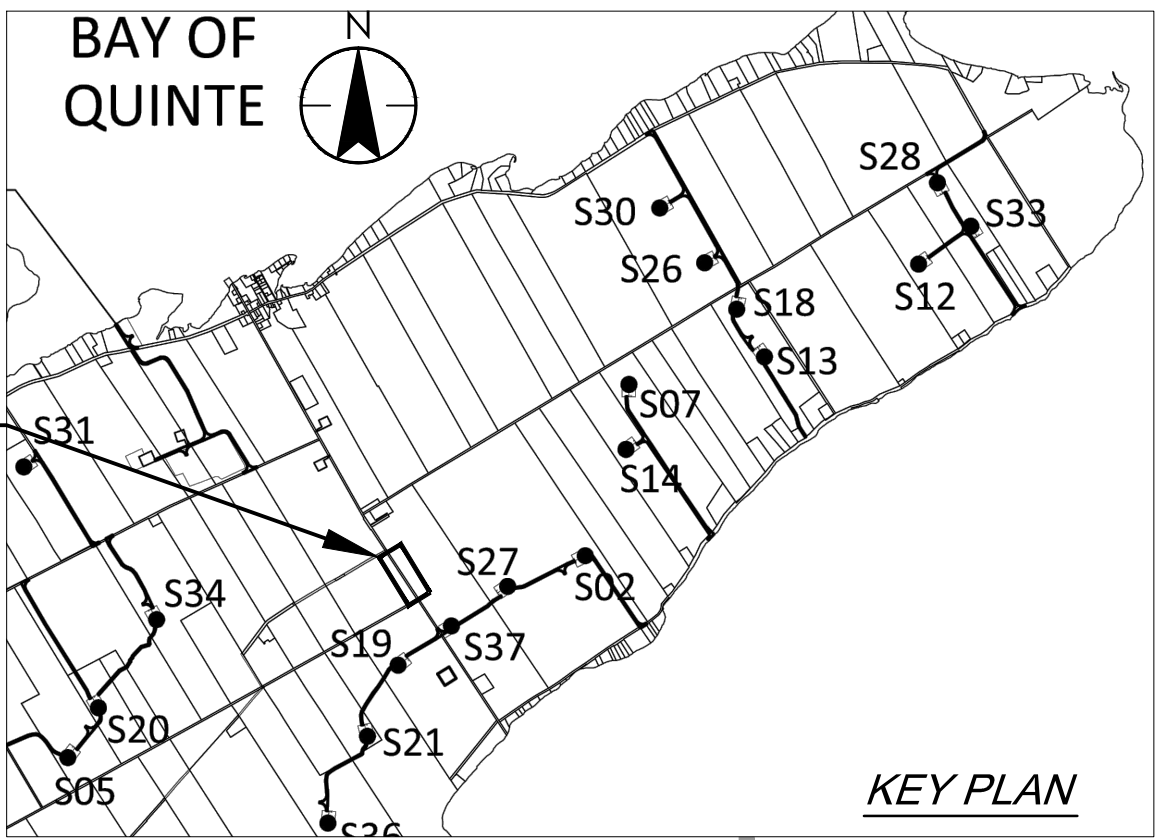 BAY OF
QUINTE
N
S28
S30
S33
S26
S12
S18
S13
S07
S31
S14
S27
S02
S34
S19
S37
S20
S21
S05
KEY PLAN
S36